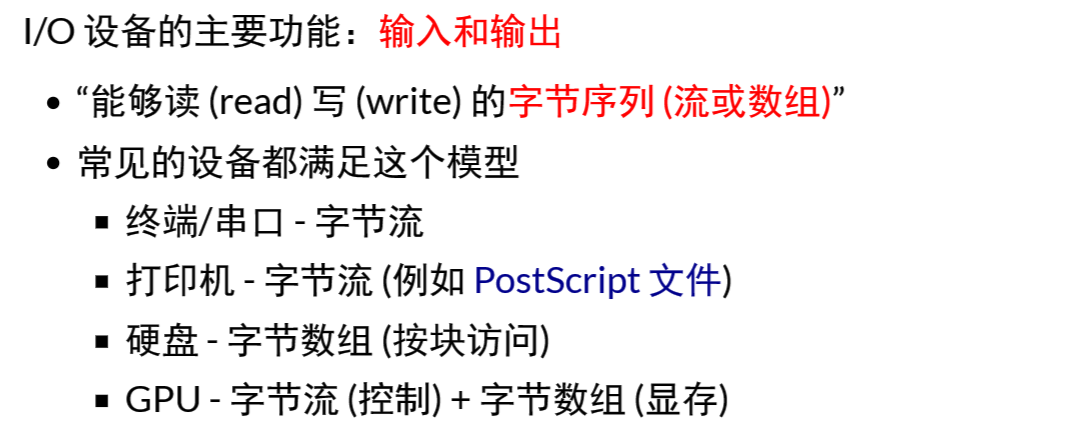 I/O 设备的主要功能：输入和输出
• “能够读 (read) 写 (write) 的字节序列 (流或数组)”
• 常见的设备都满足这个模型
▪ 终端/串口 - 字节流
▪ 打印机 - 字节流 (例如 PostScript 文件)
▪ 硬盘 - 字节数组 (按块访问)
▪ GPU - 字节流 (控制) + 字节数组 (显存)